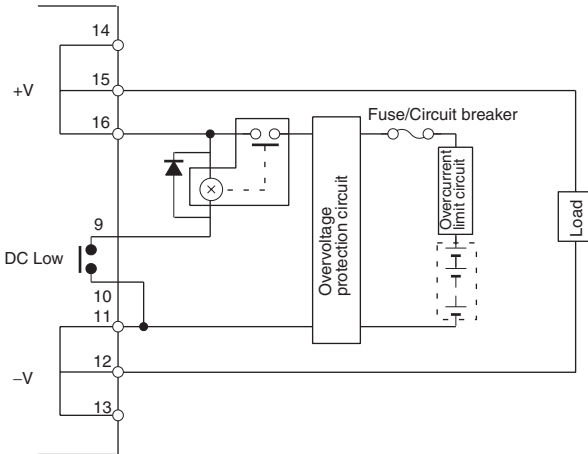 14
15
+V
16
Fuse/Circuit breaker
Overcurrent
limit circuit
Overvoltage
protection circuit
Load
9
DC Low
10
11
12
–V
13